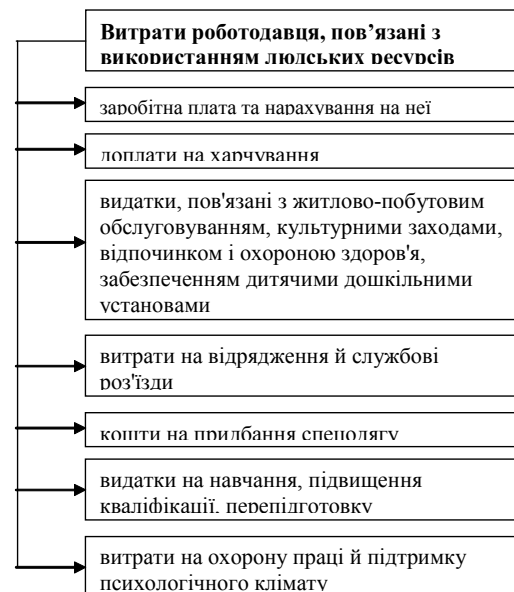 Витрати роботодавця, пов’язані з
використанням людських ресурсів
заробітна плата та нарахування на неї
доплати на харчування
видатки, пов'язані з житлово-побутовим
обслуговуванням, культурними заходами,
відпочинком і охороною здоров'я,
забезпеченням дитячими дошкільними
установами
витрати на відрядження й службові
роз'їзди
кошти на придбання спецодягу
видатки на навчання, підвищення
кваліфікації, перепідготовку
витрати на охорону праці й підтримку
психологічного клімату